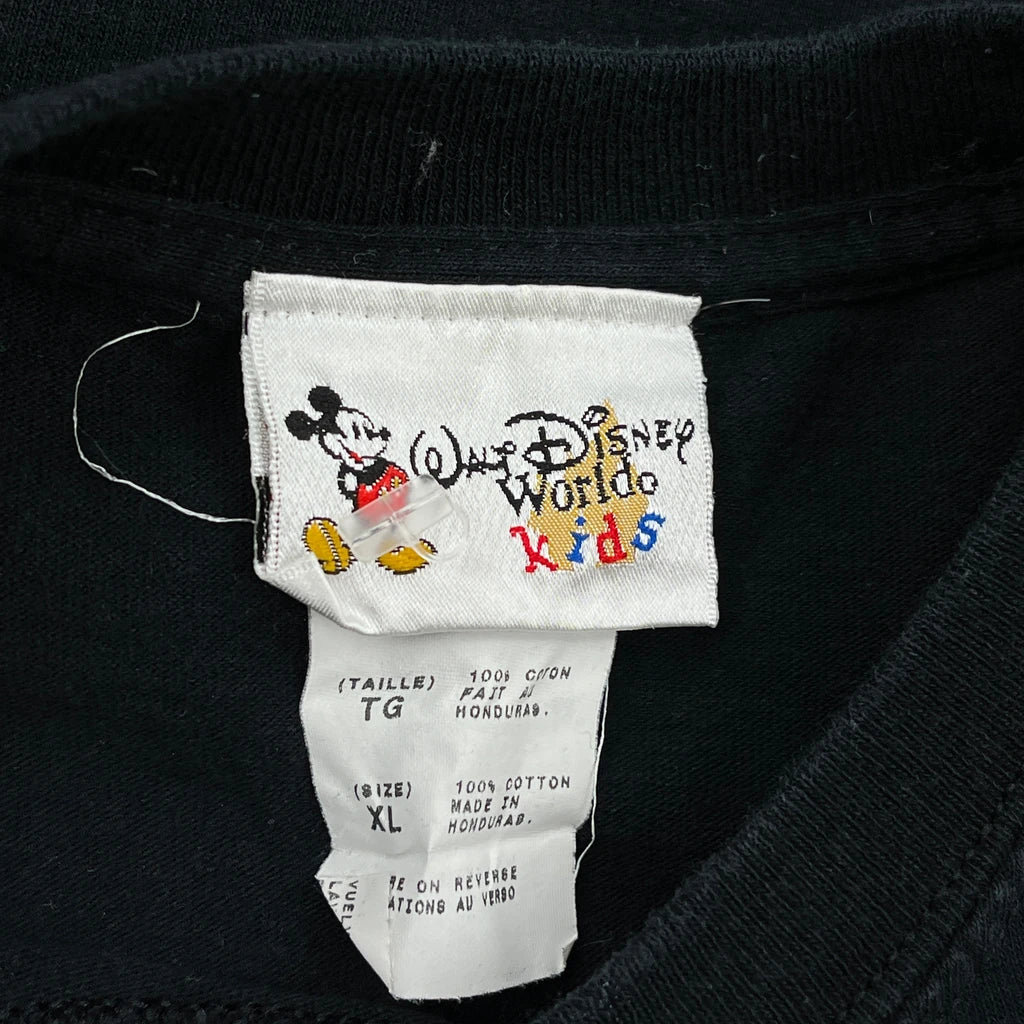 Walt Disney
World
kids
(TAILLE) 100% COTON
TG FAIT AU
HONDURAS.
(SIZE) 100% COTTON
XL MADE IN
HONDURAS.
RE ON REVERSE
ATIONS AU VERSO